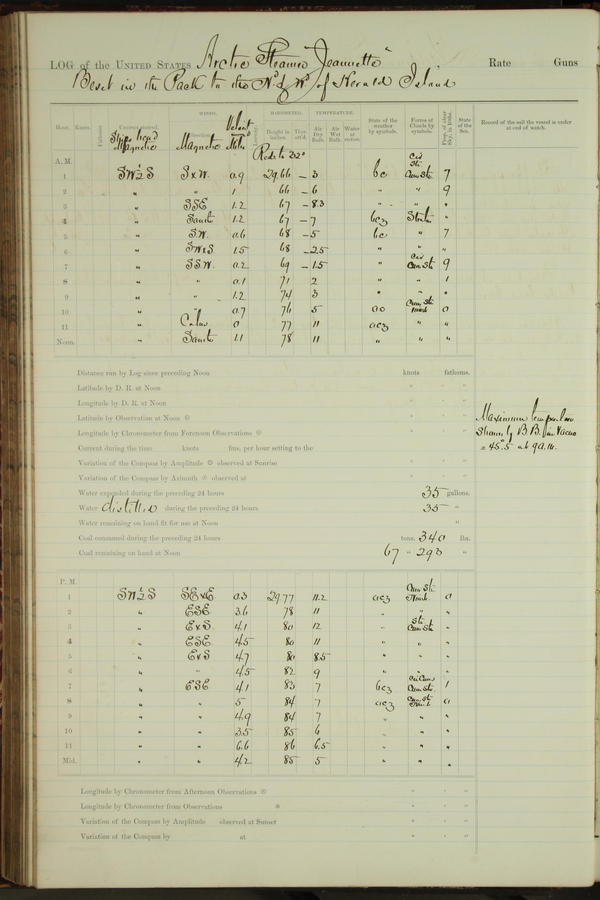 LOG of the UNITED STATES Arctic Steamer "Jeannette" Rate Guns
Beset in the Pack to the Nd & Wd of Herald Island
WINDS. BAROMETER. TEMPERATURE.
Hour. Knots. Fathoms. Height in inches. Ther. att'd. Air Dry Bulb. Air Wet Bulb. Water at surface. State of the weather by symbols. Forms of Clouds by symbols. Prop. of clear Sky, in 10ths. State of the Sea. Record of the sail the vessel is under at end of watch.
Ship's head Magnetic Magnetic Velocity Miles
Red. to 32°
A. M.
Cir St
1 SW½S S x W. 0.9 29.66 – 3 bc Cum St 7
2 " " 1 66 – 6 " " 9
3 " SSE 1.2 67 – 8.3 " " "
4 " South 1.2 67 – 7 bcz Stratus "
5 " S.W. 0.6 68 – 5 bc " 7
6 " SWxS 1.5 68 – 2.5 " " "
Cir
7 " SSW. 0.2 69 – 1.5 " Cum St 9
8 " " 0.1 71 2 " " 1
9 " " 1.2 74 3 " " "
Cum St
10 " " 0.7 76 5 oo Nimb 0
11 " Calm 0 77 11 ocz " "
Noon. " South 1.1 78 11 " " "
Distance run by Log since preceding Noon knots fathoms.
Latitude by D. R. at Noon
Longitude by D. R. at Noon
Latitude by Observation at Noon
Longitude by Chronometer from Forenoon Observations
Current during the time knots fms, per hour setting to the
Variation of the Compass by Amplitude observed at Sunrise
Variation of the Compass by Azimuth observed at
Water expended during the preceding 24 hours 35 gallons.
Water distilled during the preceding 24 hours 35 "
Water remaining on hand fit for use at Noon "
Coal consumed during the preceding 24 hours tons. 340 lbs.
Coal remaining on hand at Noon 67 " 293 "
Maximum temperature
Shown by B.B. in Vacuo
= 45°.5 at 9 A.M.
P. M.
Cum St
1 SW½S SExE 0.3 29.77 11.2 ocz Nimb. 0
2 " ESE 3.6 78 11 " " "
St
3 " ExS. 4.1 80 12 Cum St "
4 " ESE 4.5 80 11 " " "
5 " ExS 4.7 80 8.5 " " "
6 " " 4.5 82 9 " " "
Cir Cum
7 " ESE 4.1 83 7 bcz Cum St 1
Cum St
8 " " 5 84 7 ocz Nimb 0
9 " " 4.9 84 7 " " "
10 " " 3.5 85 6 " " "
11 " " 6.6 86 6.5 " " "
Mid. " " 4.2 85 5 " " "
Longitude by Chronometer from Afternoon Observations
Longitude by Chronometer from Observations
Variation of the Compass by Amplitude observed at Sunset
Variation of the Compass by at